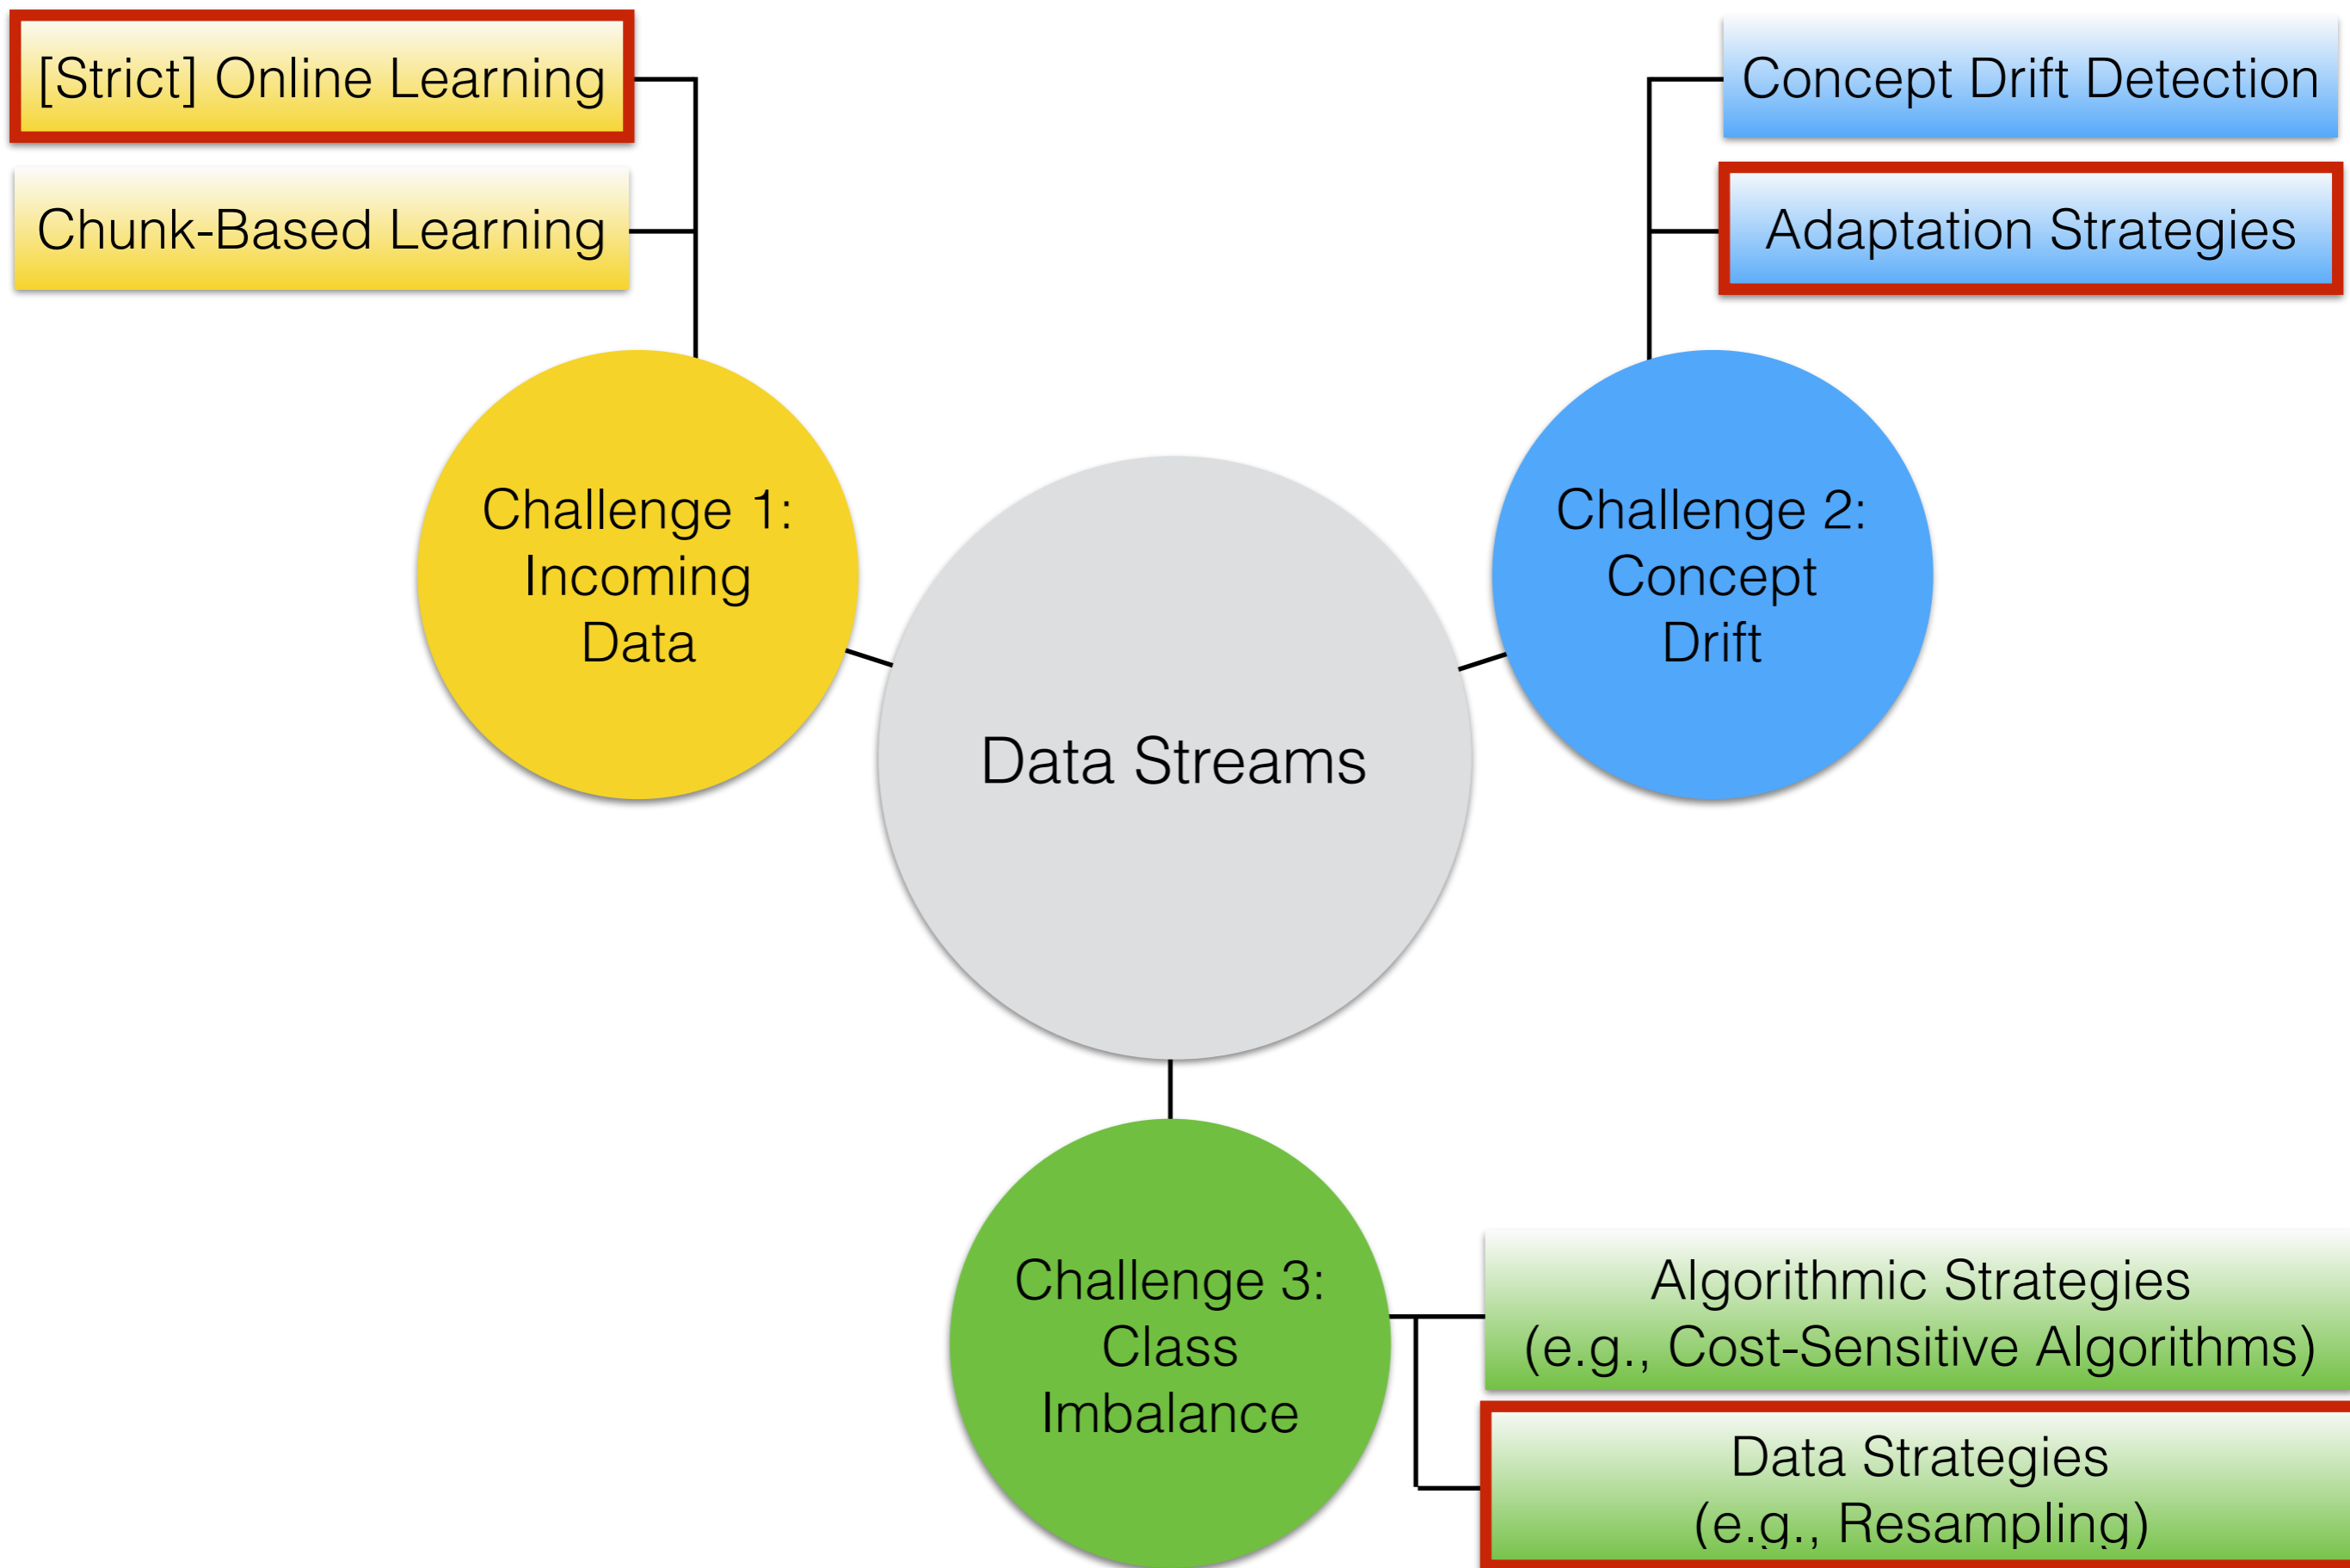 [Strict] Online Learning
Chunk-Based Learning
Concept Drift Detection
Adaptation Strategies
Challenge 1:
Incoming
Data
Challenge 2:
Concept
Drift
Data Streams
Challenge 3:
Class
Imbalance
Algorithmic Strategies
(e.g., Cost-Sensitive Algorithms)
Data Strategies
(e.g., Resampling)